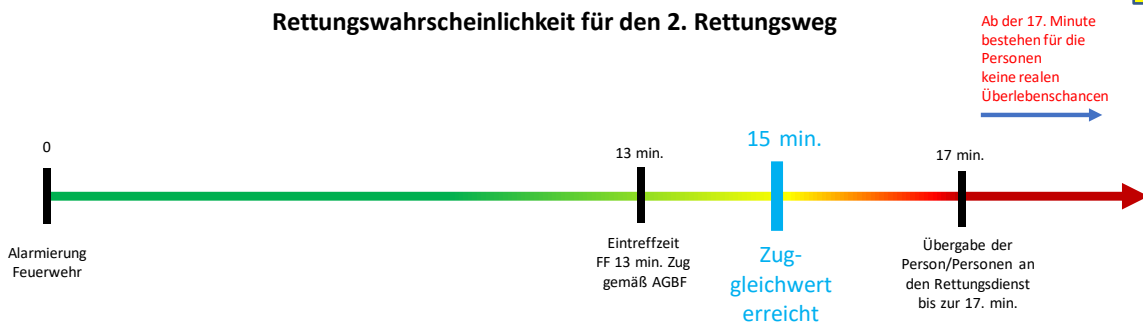 Rettungswahrscheinlichkeit für den 2. Rettungsweg
Ab der 17. Minute
bestehen für die
Personen
keine realen
Überlebenschancen
0
13 min.
15 min.
17 min.
Alarmierung
Feuerwehr
Eintreffzeit
FF 13 min. Zug
gemäß AGBF
Zug-
gleichwert
erreicht
Übergabe der
Person/Personen an
den Rettungsdienst
bis zur 17. min.